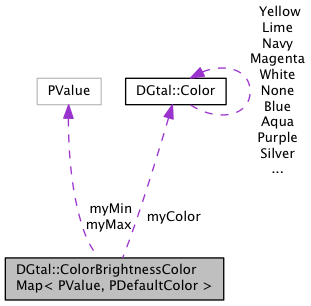 Yellow
Lime
Navy
Magenta
White
None
Blue
Aqua
Purple
Silver
...
PValue
DGtal::Color
myMin
myMax
myColor
DGtal::ColorBrightnessColor
Map< PValue, PDefaultColor >